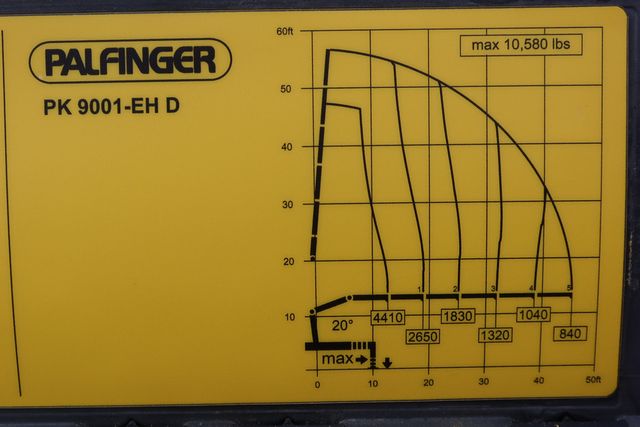 PALFINGER
PK 9001-EH D
60ft
max 10,580 lbs
50
40
30
20
1 2 3 4 5
10
20°
4410 1830 1040
2650 1320 840
max
0 10 20 30 40 50ft